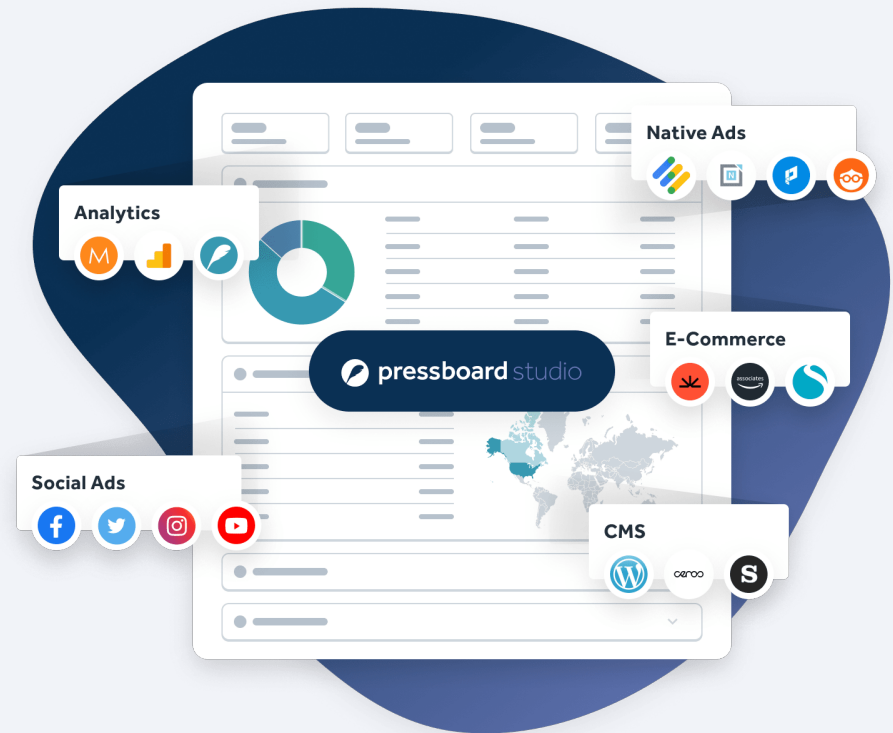 Native Ads
N
Analytics
M
pressboard studio
E-Commerce
associates
Social Ads
f
CMS
W
ceros
S